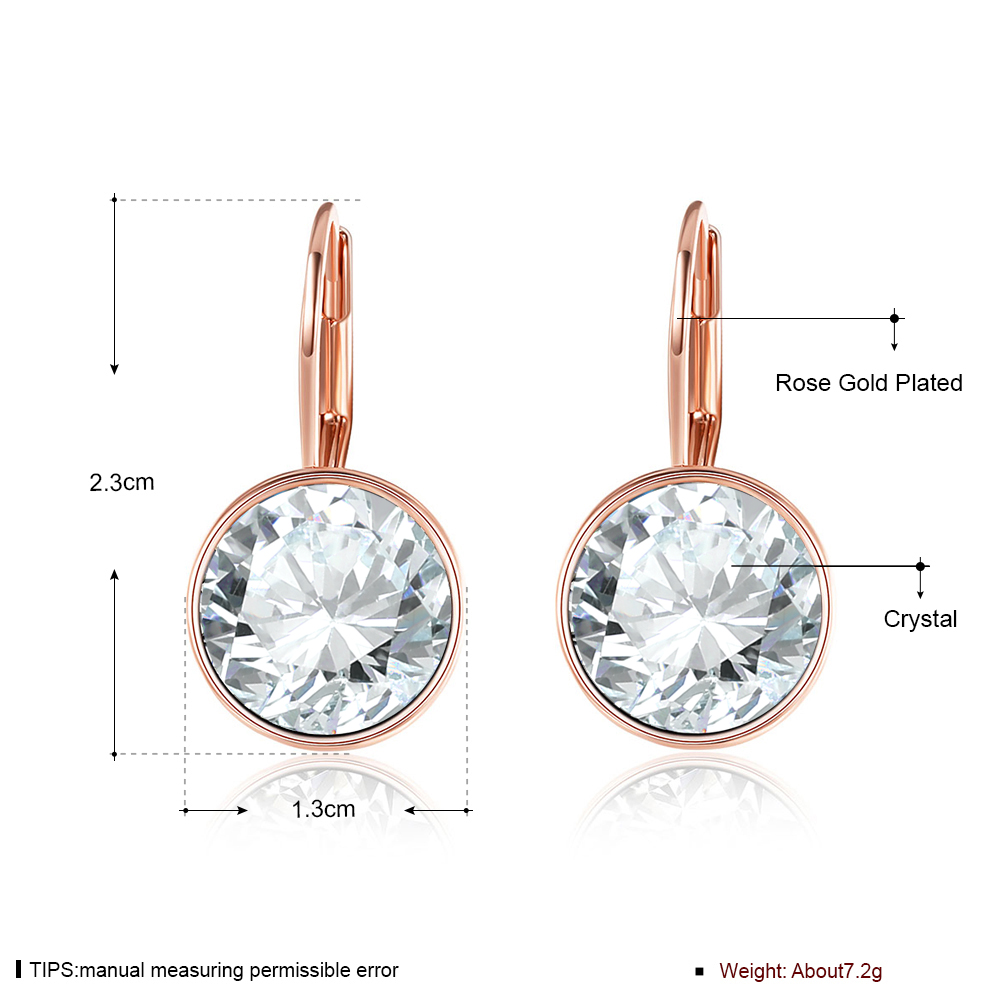 Rose Gold Plated
2.3cm
Crystal
1.3cm
TIPS:manual measuring permissible error
Weight: About7.2g